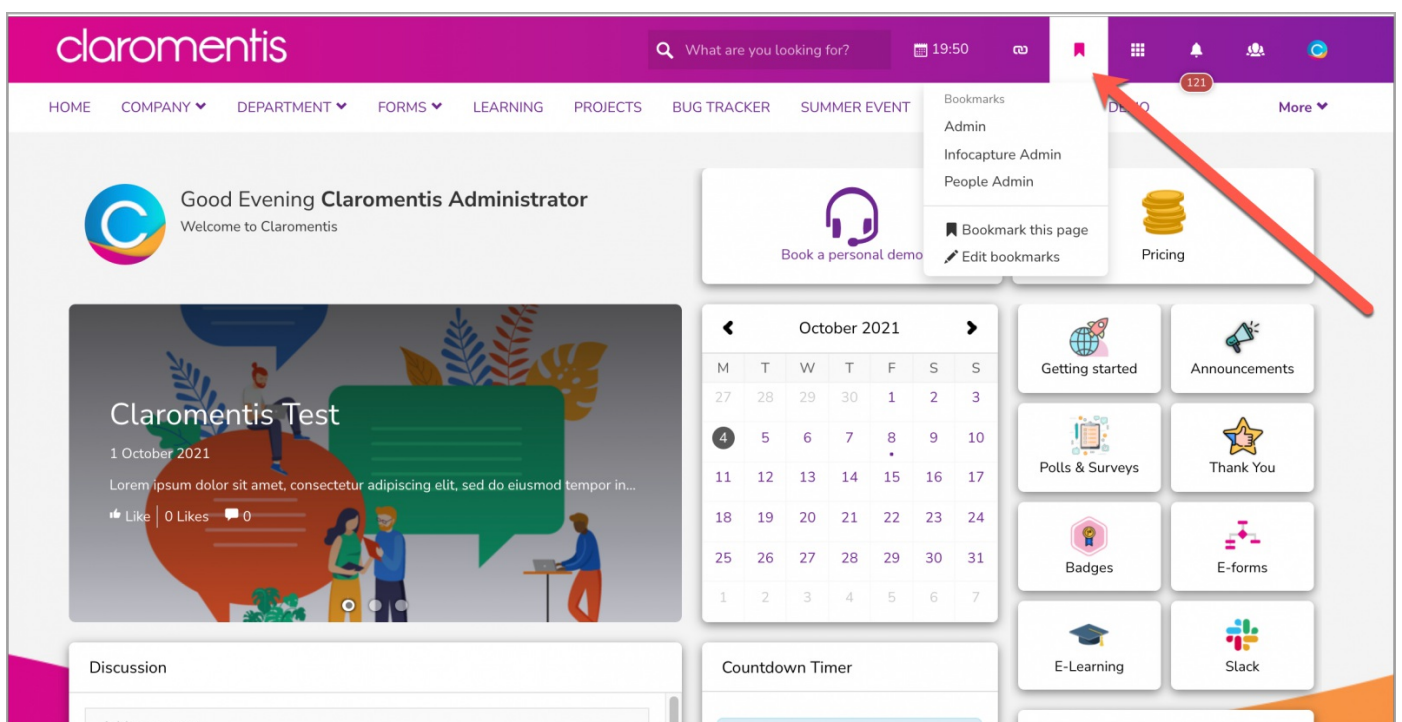 claromentis
What are you looking for?
19:50
121
HOME COMPANY DEPARTMENT FORMS LEARNING PROJECTS BUG TRACKER SUMMER EVENT DEMO More
Bookmarks
Admin
Infocapture Admin
People Admin
Bookmark this page
Edit bookmarks
Good Evening Claromentis Administrator
Welcome to Claromentis
Book a personal demo
Pricing
Claromentis Test
1 October 2021
Lorem ipsum dolor sit amet, consectetur adipiscing elit, sed do eiusmod tempor in...
Like 0 Likes 0
October 2021
M T W T F S S
27 28 29 30 1 2 3
4 5 6 7 8 9 10
11 12 13 14 15 16 17
18 19 20 21 22 23 24
25 26 27 28 29 30 31
1 2 3 4 5 6 7
Getting started
Announcements
Polls & Surveys
Thank You
Badges
E-forms
E-Learning
Slack
Discussion
Countdown Timer